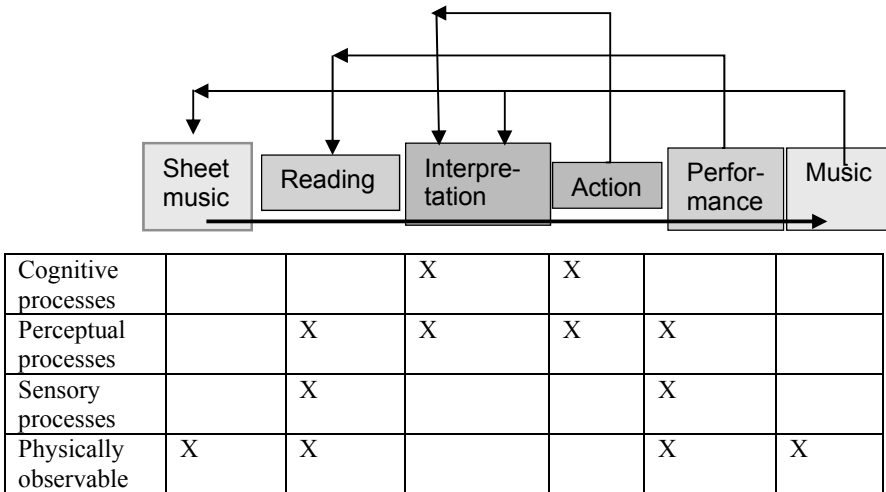 Sheet
music
Reading
Interpre-
tation
Action
Perfor-
mance
Music
Cognitive
processes
X X
Perceptual
processes
X X X X
Sensory
processes
X X
Physically
observable
X X X X